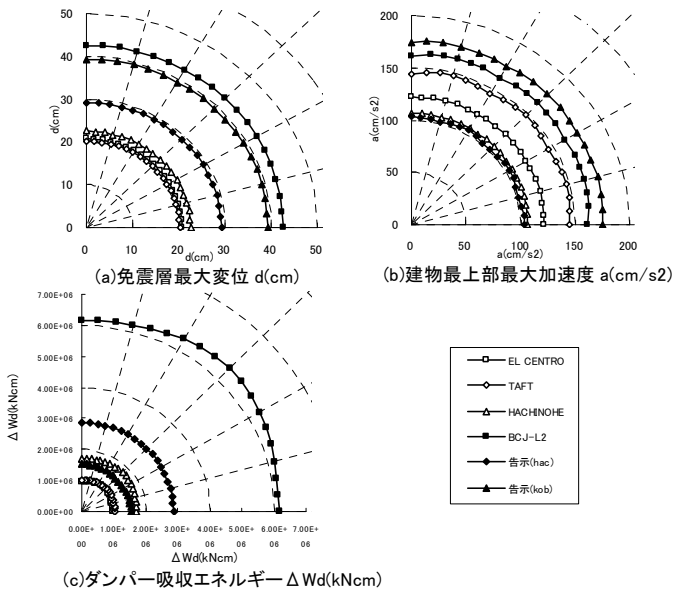 50
40
30
20
10
0
d(cm)
0 10 20 30 40 50
d(cm)
(a)免震層最大変位 d(cm)
200
150
100
50
0
a(cm/s2)
0 50 100 150 200
a(cm/s2)
(b)建物最上部最大加速度 a(cm/s2)
7.00E+06
6.00E+06
5.00E+06
4.00E+06
3.00E+06
2.00E+06
1.00E+06
0.00E+00
ΔWd(kNcm)
0.00E+ 1.00E+ 2.00E+ 3.00E+ 4.00E+ 5.00E+ 6.00E+ 7.00E+
00 06 06 06 06 06 06 06
ΔWd(kNcm)
(c)ダンパー吸収エネルギーΔWd(kNcm)
EL CENTRO
TAFT
HACHINOHE
BCJ-L2
告示(hac)
告示(kob)